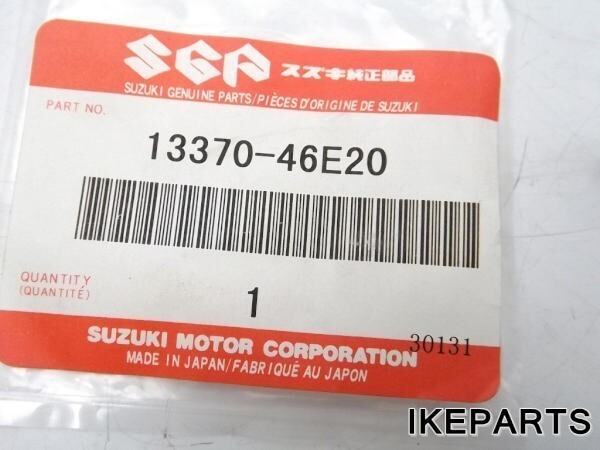 SGP スズキ純正部品
SUZUKI GENUINE PARTS/PIÈCES D'ORIGINE DE SUZUKI
PART NO.
13370-46E20
QUANTITY
(QUANTITÉ)
1
30131
SUZUKI MOTOR CORPORATION
MADE IN JAPAN/FABRIQUÉ AU JAPON
IKEPARTS